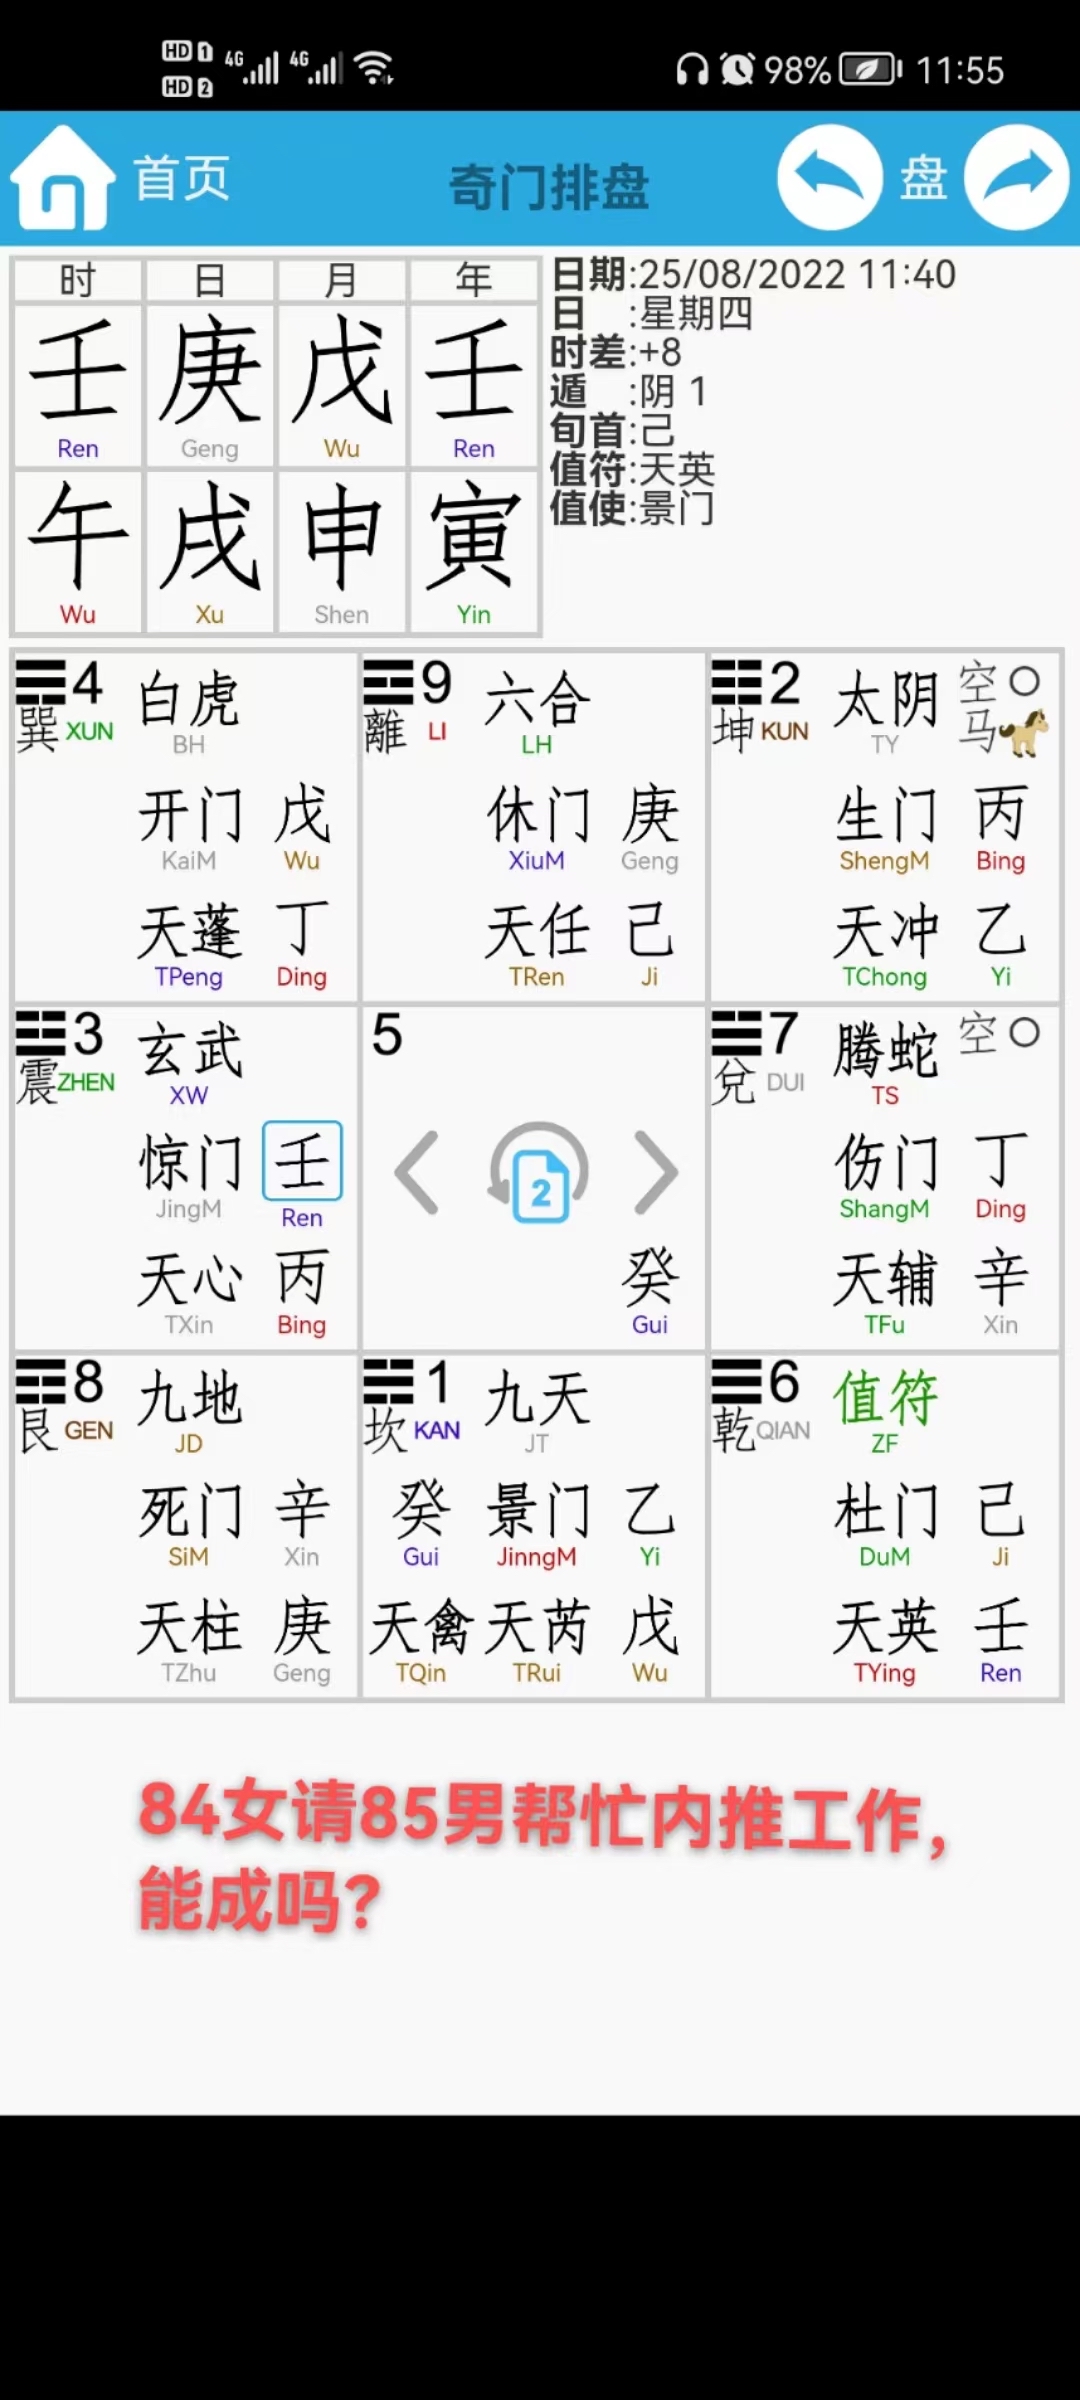 HD 1 4G 4G 98% 11:55
HD 2
首页 奇门排盘 盘
时 日 月 年
壬 庚 戊 壬
Ren Geng Wu Ren
午 戌 申 寅
Wu Xu Shen Yin
日期:25/08/2022 11:40
日 :星期四
时差:+8
遁 :阴 1
旬首:己
值符:天英
值使:景门
4 白虎
巽 XUN BH
开门 戊
KaiM Wu
天蓬 丁
TPeng Ding
9 六合
離 LI LH
休门 庚
XiuM Geng
天任 己
TRen Ji
2 太阴 空
坤 KUN TY 马
生门 丙
ShengM Bing
天冲 乙
TChong Yi
3 玄武
震 ZHEN XW
惊门 壬
JingM Ren
天心 丙
TXin Bing
5
2
癸
Gui
7 腾蛇 空
兌 DUI TS
伤门 丁
ShangM Ding
天辅 辛
TFu Xin
8 九地
艮 GEN JD
死门 辛
SiM Xin
天柱 庚
TZhu Geng
1 九天
坎 KAN JT
癸 景门 乙
Gui JinngM Yi
天禽 天芮 戊
TQin TRui Wu
6 值符
乾 QIAN ZF
杜门 己
DuM Ji
天英 壬
TYing Ren
84女请85男帮忙内推工作，
能成吗？